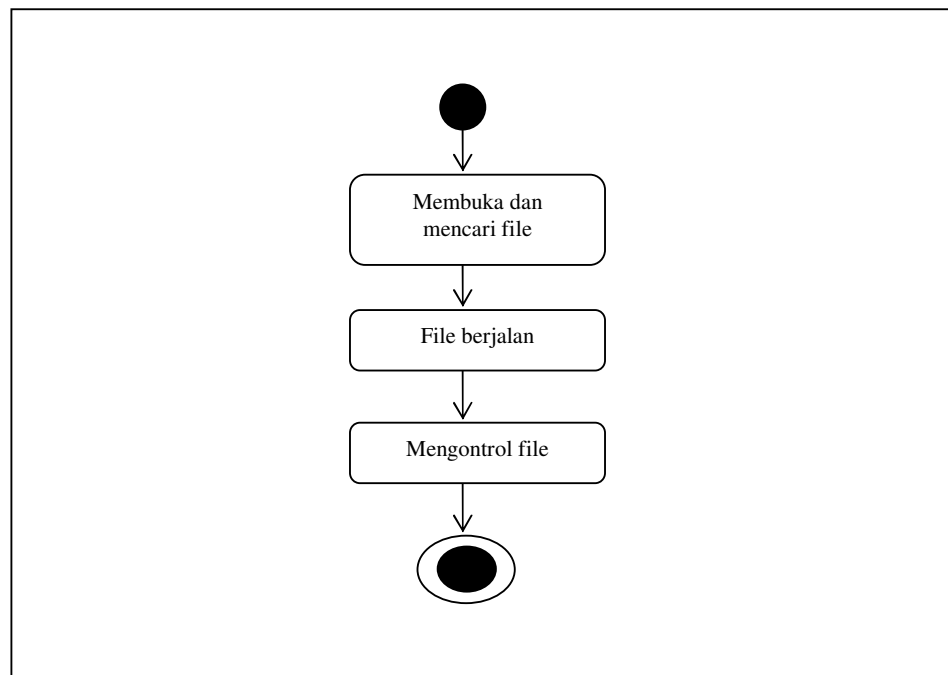 Membuka dan
mencari file
File berjalan
Mengontrol file